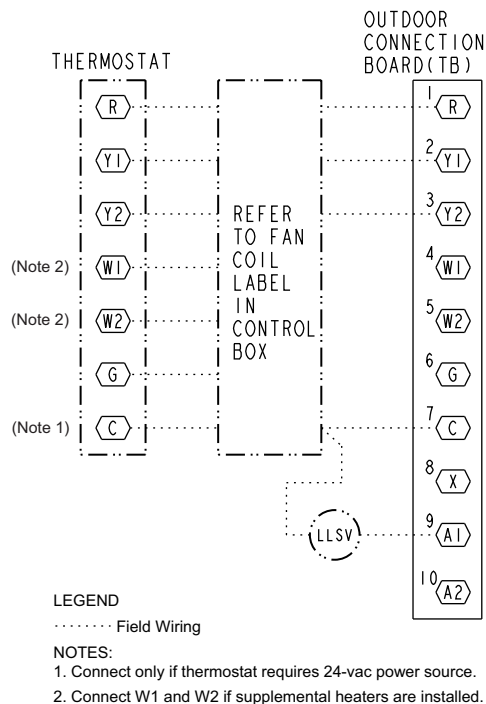 OUTDOOR
CONNECTION
BOARD(TB)
THERMOSTAT
R
1 R
Y1
2 Y1
Y2
3 Y2
REFER
TO FAN
COIL
LABEL
IN
CONTROL
BOX
(Note 2) W1
4 W1
(Note 2) W2
5 W2
G
6 G
(Note 1) C
7 C
8 X
LLSV
9 A1
10 A2
LEGEND
Field Wiring
NOTES:
1. Connect only if thermostat requires 24-vac power source.
2. Connect W1 and W2 if supplemental heaters are installed.